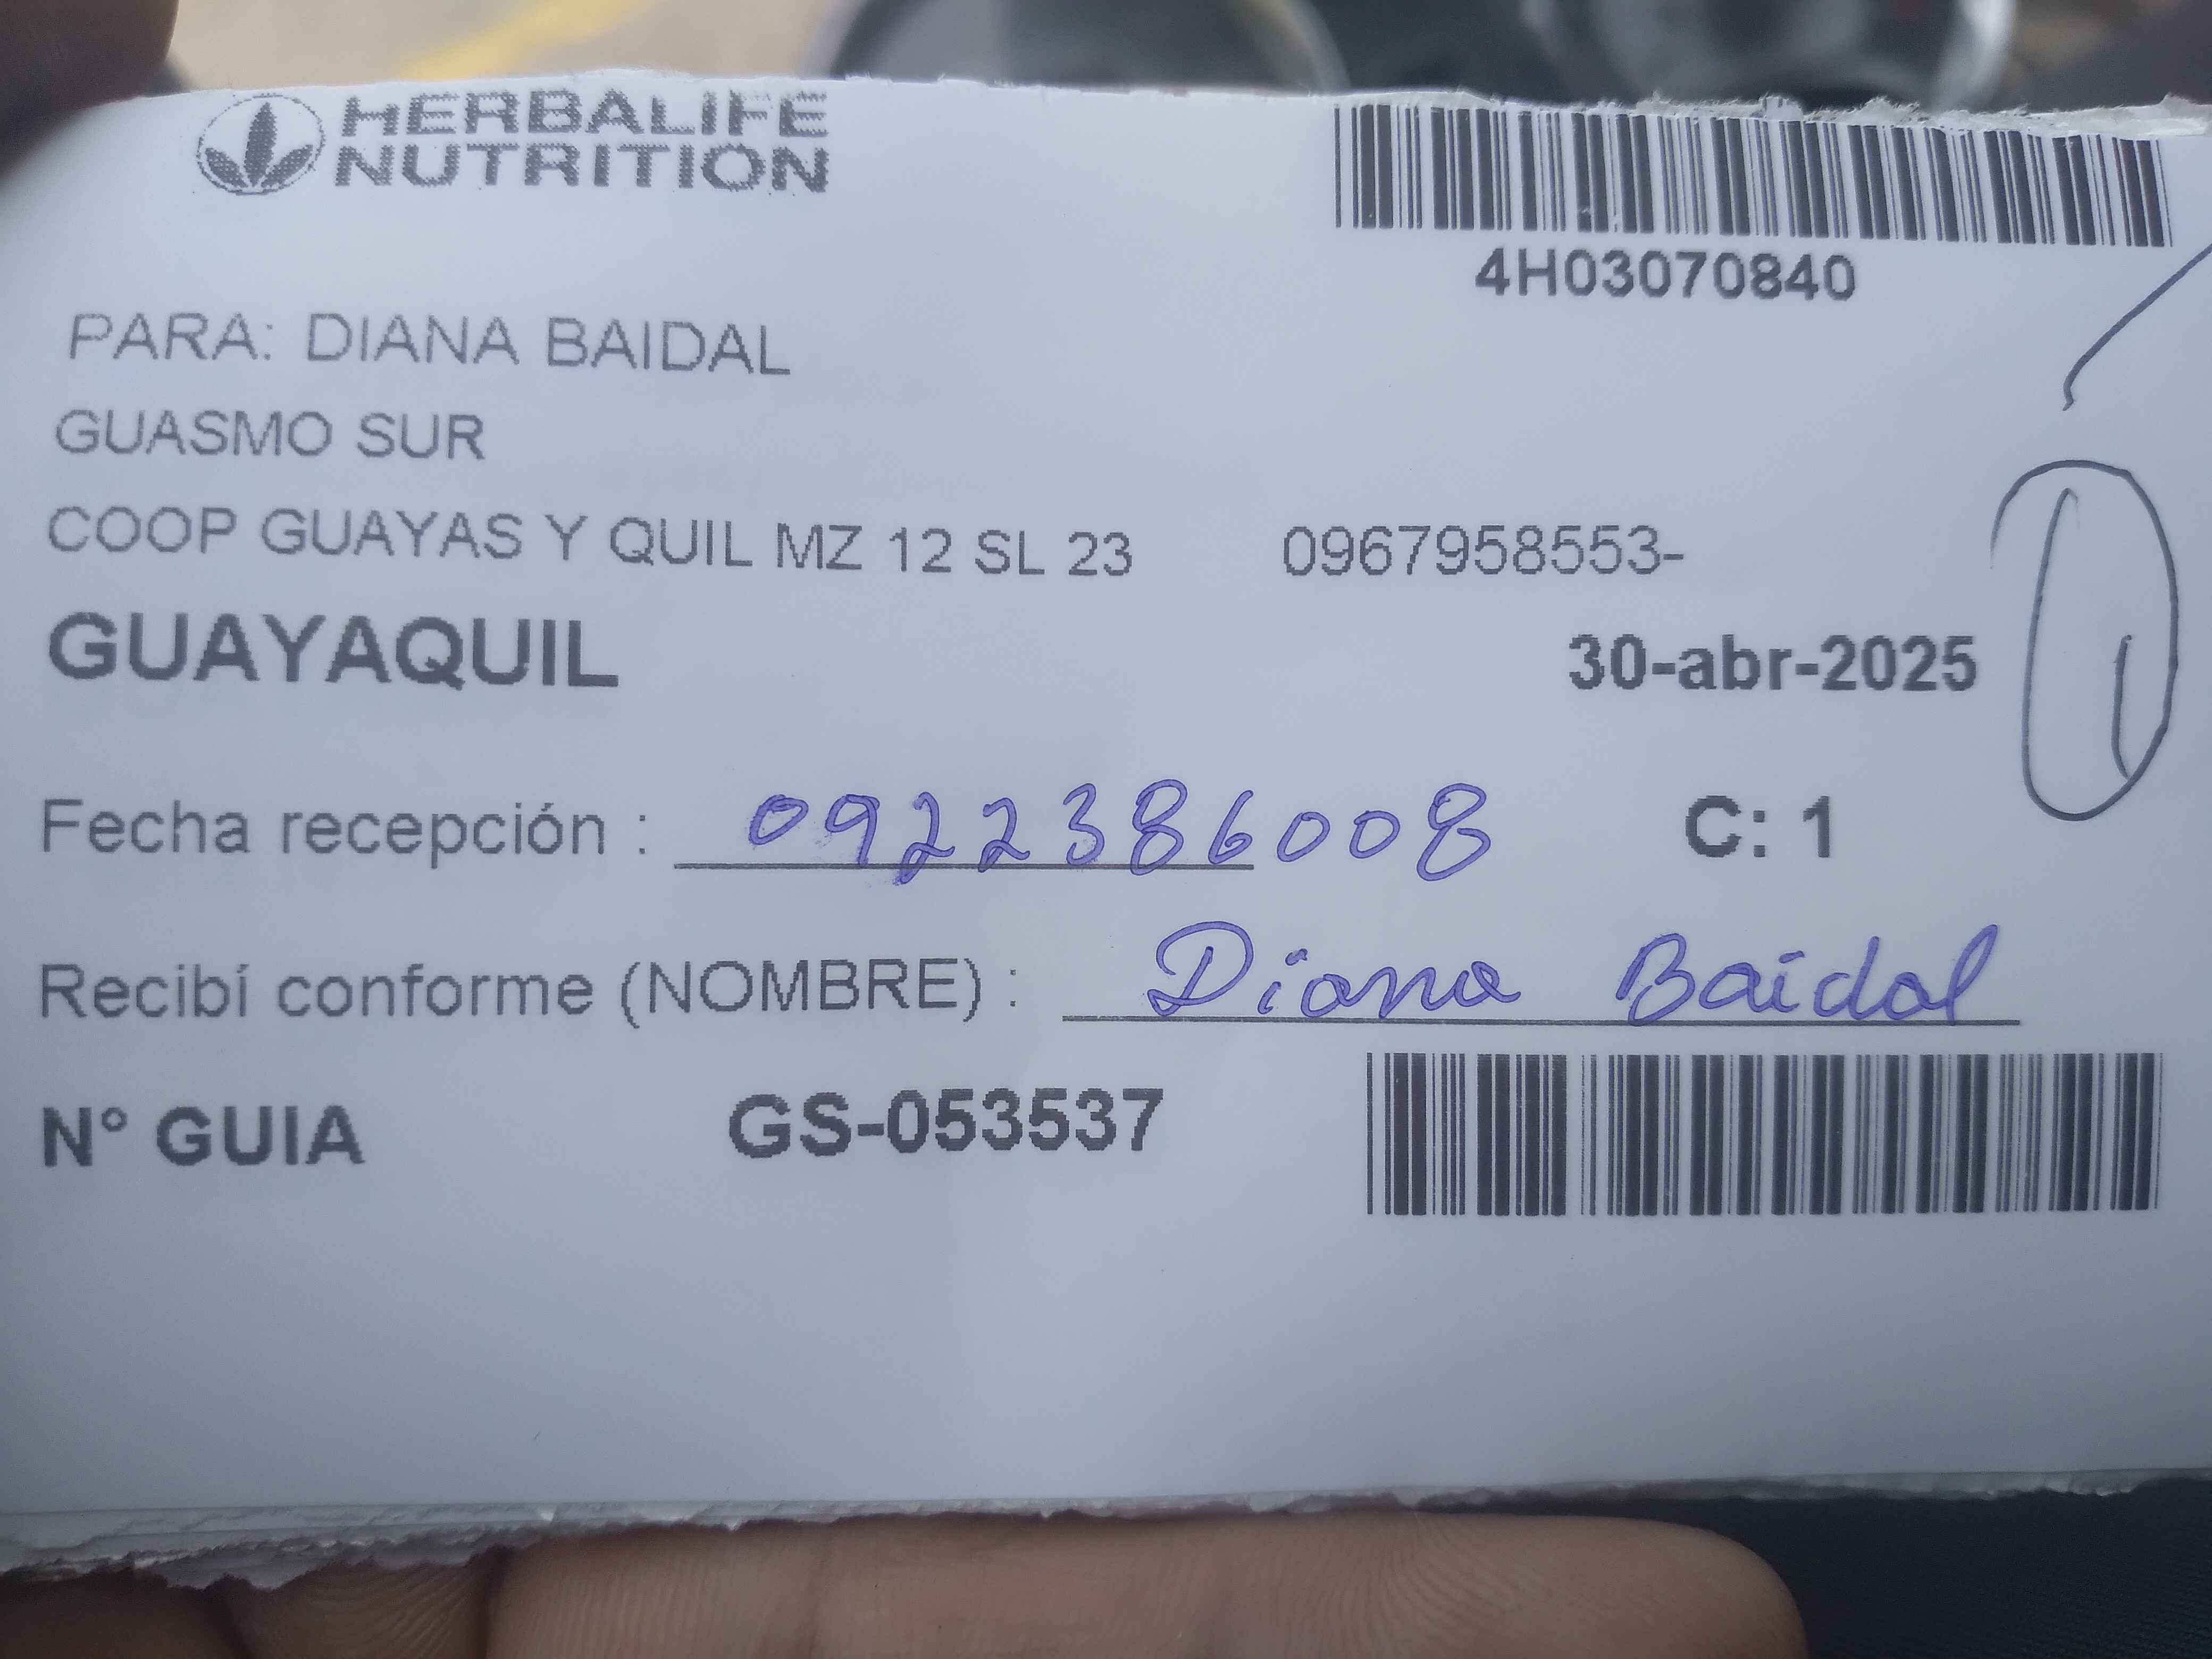 HERBALIFE
NUTRITION
4H03070840
PARA: DIANA BAIDAL
GUASMO SUR
COOP GUAYAS Y QUIL MZ 12 SL 23 0967958553-
GUAYAQUIL
30-abr-2025
Fecha recepción : 0922386008 C: 1
Recibí conforme (NOMBRE) : Diana Baidal
N° GUIA GS-053537